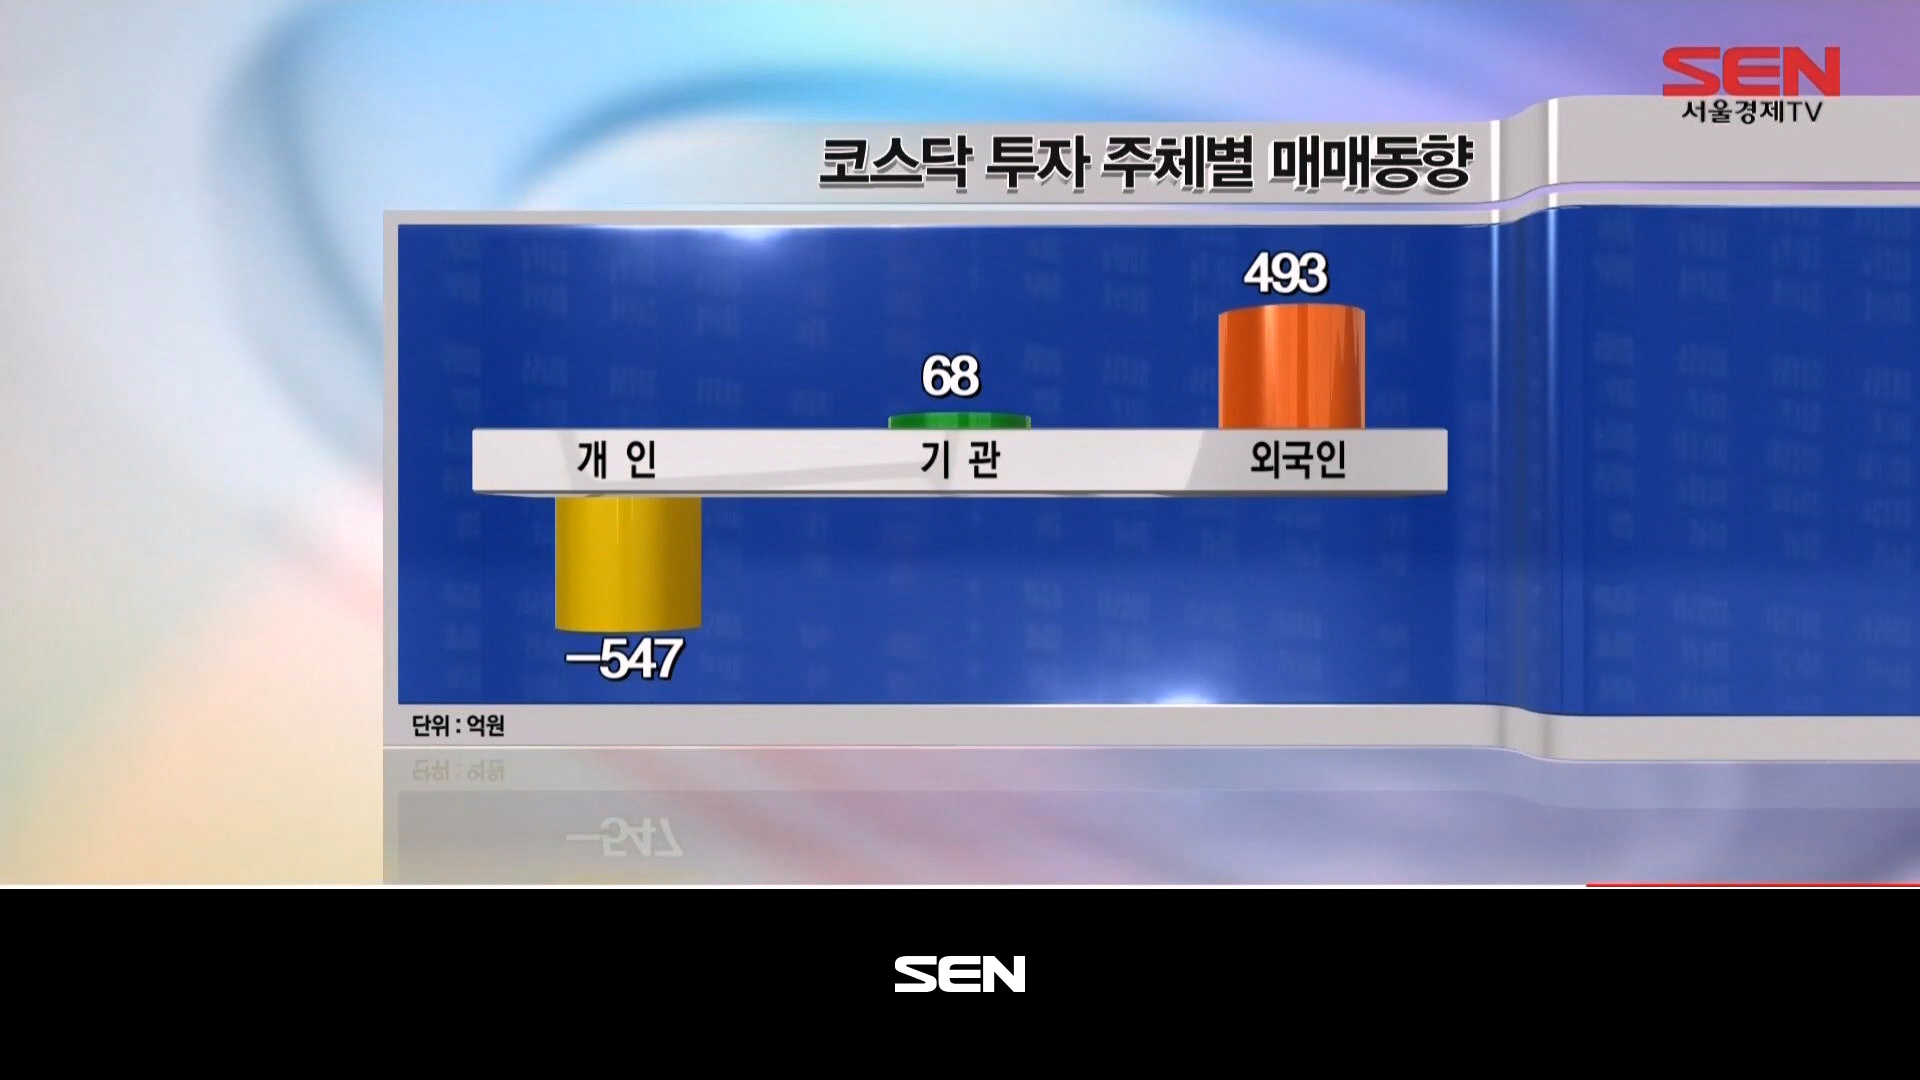 SEN
서울경제TV
코스닥 투자 주체별 매매동향
493
68
개 인 기 관 외국인
-547
단위 : 억원
SEN